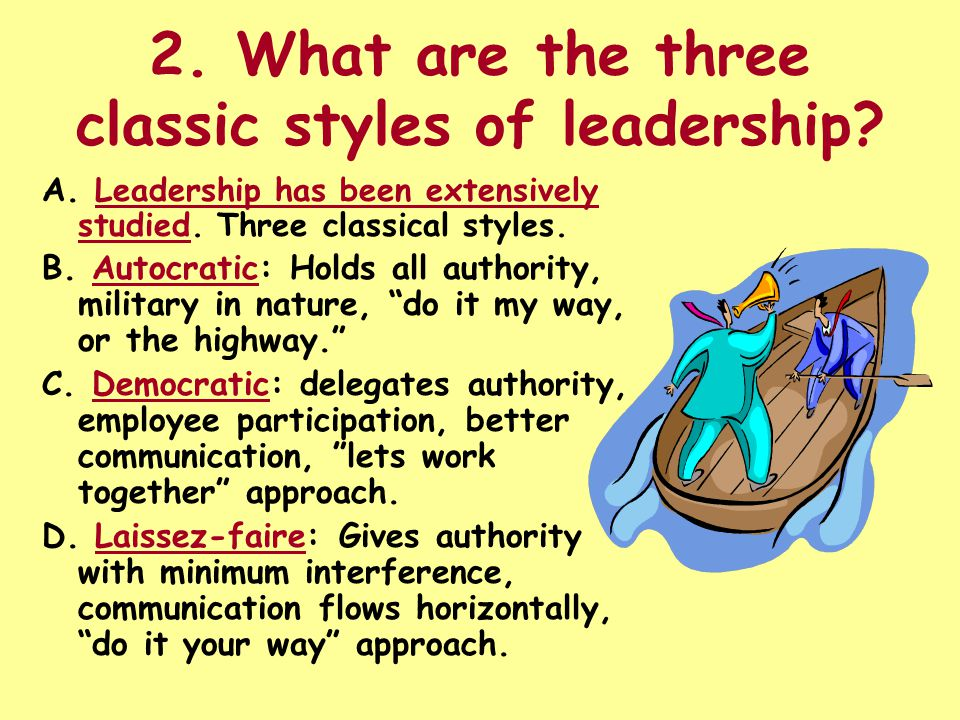 2. What are the three
classic styles of leadership?
A. Leadership has been extensively
studied. Three classical styles.
B. Autocratic: Holds all authority,
military in nature, “do it my way,
or the highway.”
C. Democratic: delegates authority,
employee participation, better
communication, ”lets work
together” approach.
D. Laissez-faire: Gives authority
with minimum interference,
communication flows horizontally,
“do it your way” approach.